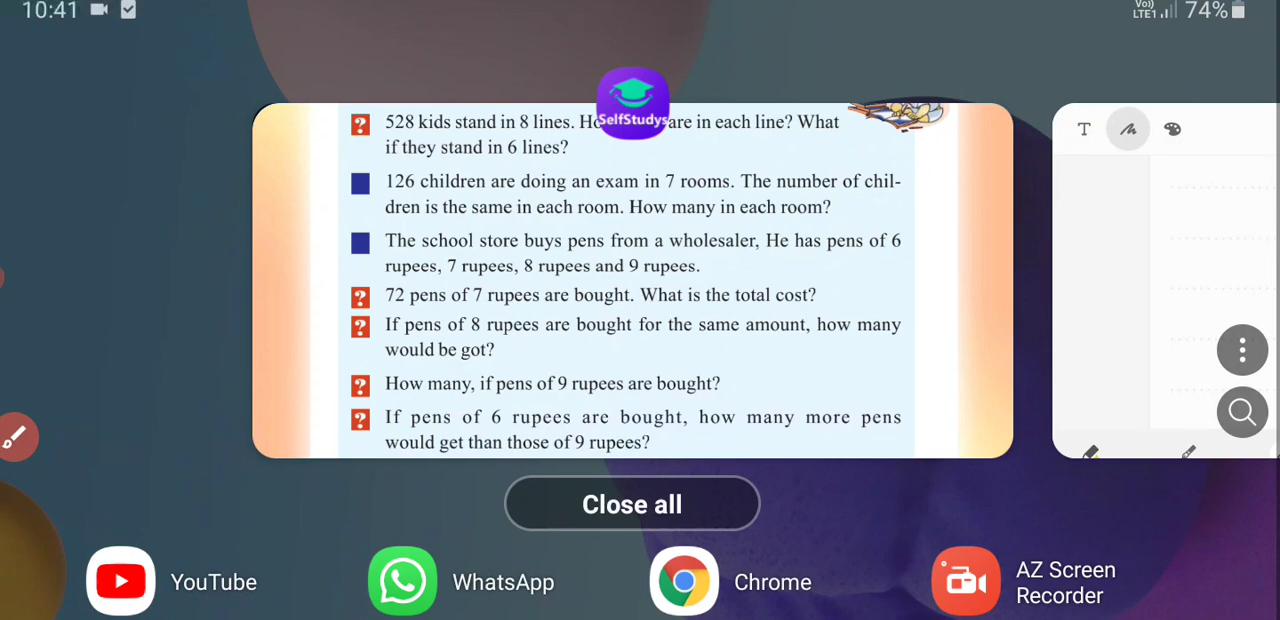 10:41
Vo))
LTE1
74%
SelfStudys
528 kids stand in 8 lines. Ho are in each line? What
if they stand in 6 lines?
126 children are doing an exam in 7 rooms. The number of chil-
dren is the same in each room. How many in each room?
The school store buys pens from a wholesaler, He has pens of 6
rupees, 7 rupees, 8 rupees and 9 rupees.
? 72 pens of 7 rupees are bought. What is the total cost?
? If pens of 8 rupees are bought for the same amount, how many
would be got?
? How many, if pens of 9 rupees are bought?
? If pens of 6 rupees are bought, how many more pens
would get than those of 9 rupees?
T
Close all
YouTube
WhatsApp
Chrome
AZ Screen
Recorder